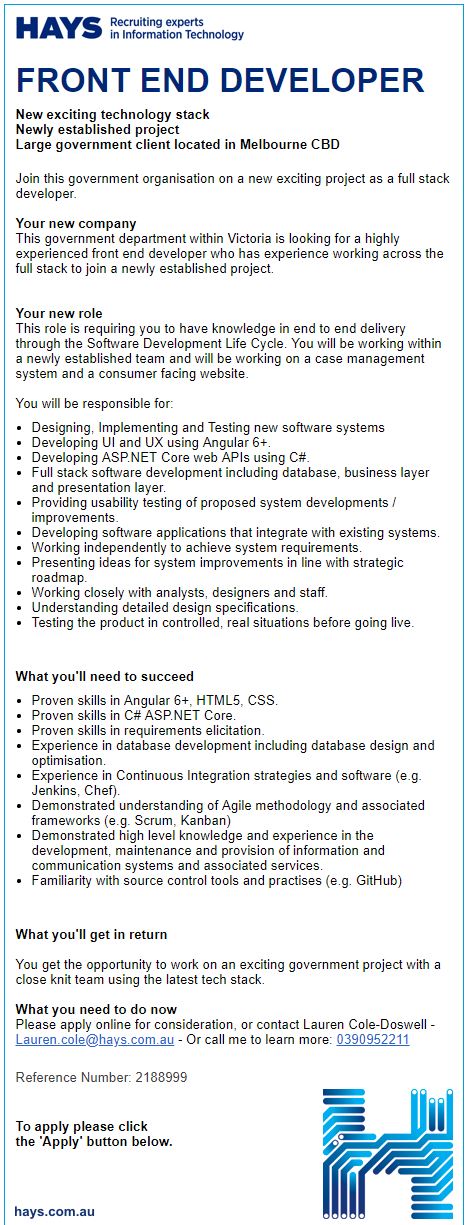 HAYS Recruiting experts
in Information Technology
FRONT END DEVELOPER
New exciting technology stack
Newly established project
Large government client located in Melbourne CBD
Join this government organisation on a new exciting project as a full stack
developer.
Your new company
This government department within Victoria is looking for a highly
experienced front end developer who has experience working across the
full stack to join a newly established project.
Your new role
This role is requiring you to have knowledge in end to end delivery
through the Software Development Life Cycle. You will be working within
a newly established team and will be working on a case management
system and a consumer facing website.
You will be responsible for:
• Designing, Implementing and Testing new software systems
• Developing UI and UX using Angular 6+.
• Developing ASP.NET Core web APIs using C#.
• Full stack software development including database, business layer
and presentation layer.
• Providing usability testing of proposed system developments /
improvements.
• Developing software applications that integrate with existing systems.
• Working independently to achieve system requirements.
• Presenting ideas for system improvements in line with strategic
roadmap.
• Working closely with analysts, designers and staff.
• Understanding detailed design specifications.
• Testing the product in controlled, real situations before going live.
What you'll need to succeed
• Proven skills in Angular 6+, HTML5, CSS.
• Proven skills in C# ASP.NET Core.
• Proven skills in requirements elicitation.
• Experience in database development including database design and
optimisation.
• Experience in Continuous Integration strategies and software (e.g.
Jenkins, Chef).
• Demonstrated understanding of Agile methodology and associated
frameworks (e.g. Scrum, Kanban)
• Demonstrated high level knowledge and experience in the
development, maintenance and provision of information and
communication systems and associated services.
• Familiarity with source control tools and practises (e.g. GitHub)
What you'll get in return
You get the opportunity to work on an exciting government project with a
close knit team using the latest tech stack.
What you need to do now
Please apply online for consideration, or contact Lauren Cole-Doswell -
Lauren.cole@hays.com.au - Or call me to learn more: 0390952211
Reference Number: 2188999
To apply please click
the 'Apply' button below.
hays.com.au